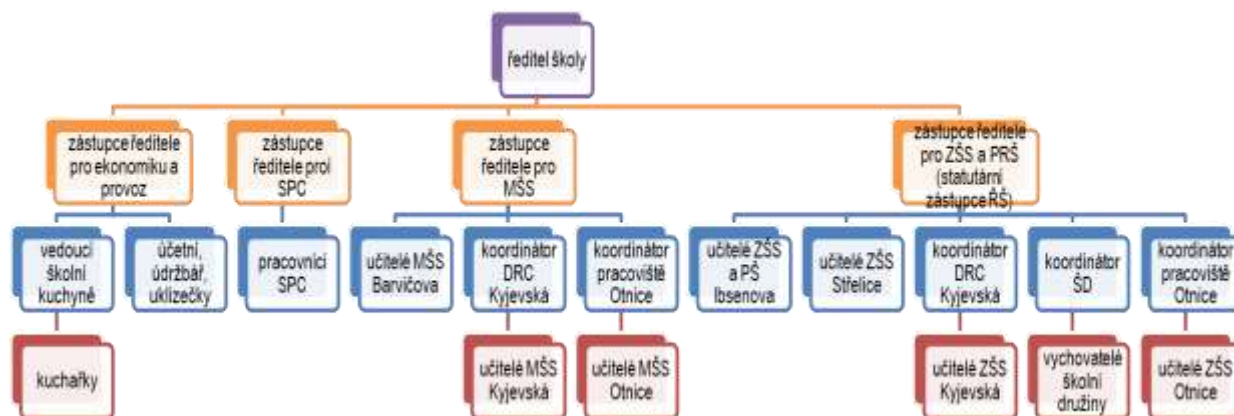 ředitel školy
zástupce ředitele
pro ekonomiku a
provoz
zástupce
ředitele prol
SPC
zástupce
ředitele pro
MŠS
zástupce ředitele
pro ZŠS a PRŠ
(statutární
zástupce ŘŠ)
vedoucí
školní
kuchyně
účetní,
údržbář,
uklízečky
pracovníci
SPC
učitelé MŠS
Barvičova
koordinátor
DRC
Kyjevská
koordinátor
pracoviště
Otnice
učitelé ZŠS
a PŠ
Ibsenova
učitelé ZŠS
Střelice
koordinátor
DRC
Kyjevská
koordinátor
ŠD
koordinátor
pracoviště
Otnice
kuchařky
učitelé MŠS
Kyjevská
učitelé MŠS
Otnice
učitelé ZŠS
Kyjevská
vychovatelé
školní
družiny
učitelé ZŠS
Otnice